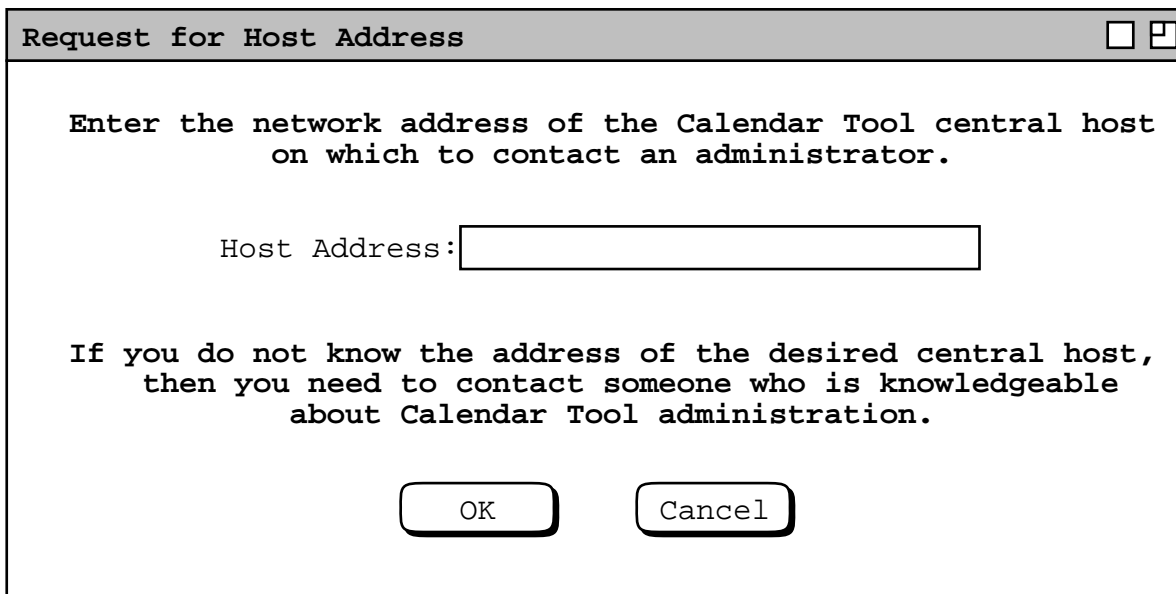 Request for Host Address
Enter the network address of the Calendar Tool central host
on which to contact an administrator.
Host Address:
If you do not know the address of the desired central host,
then you need to contact someone who is knowledgeable
about Calendar Tool administration.
OK Cancel